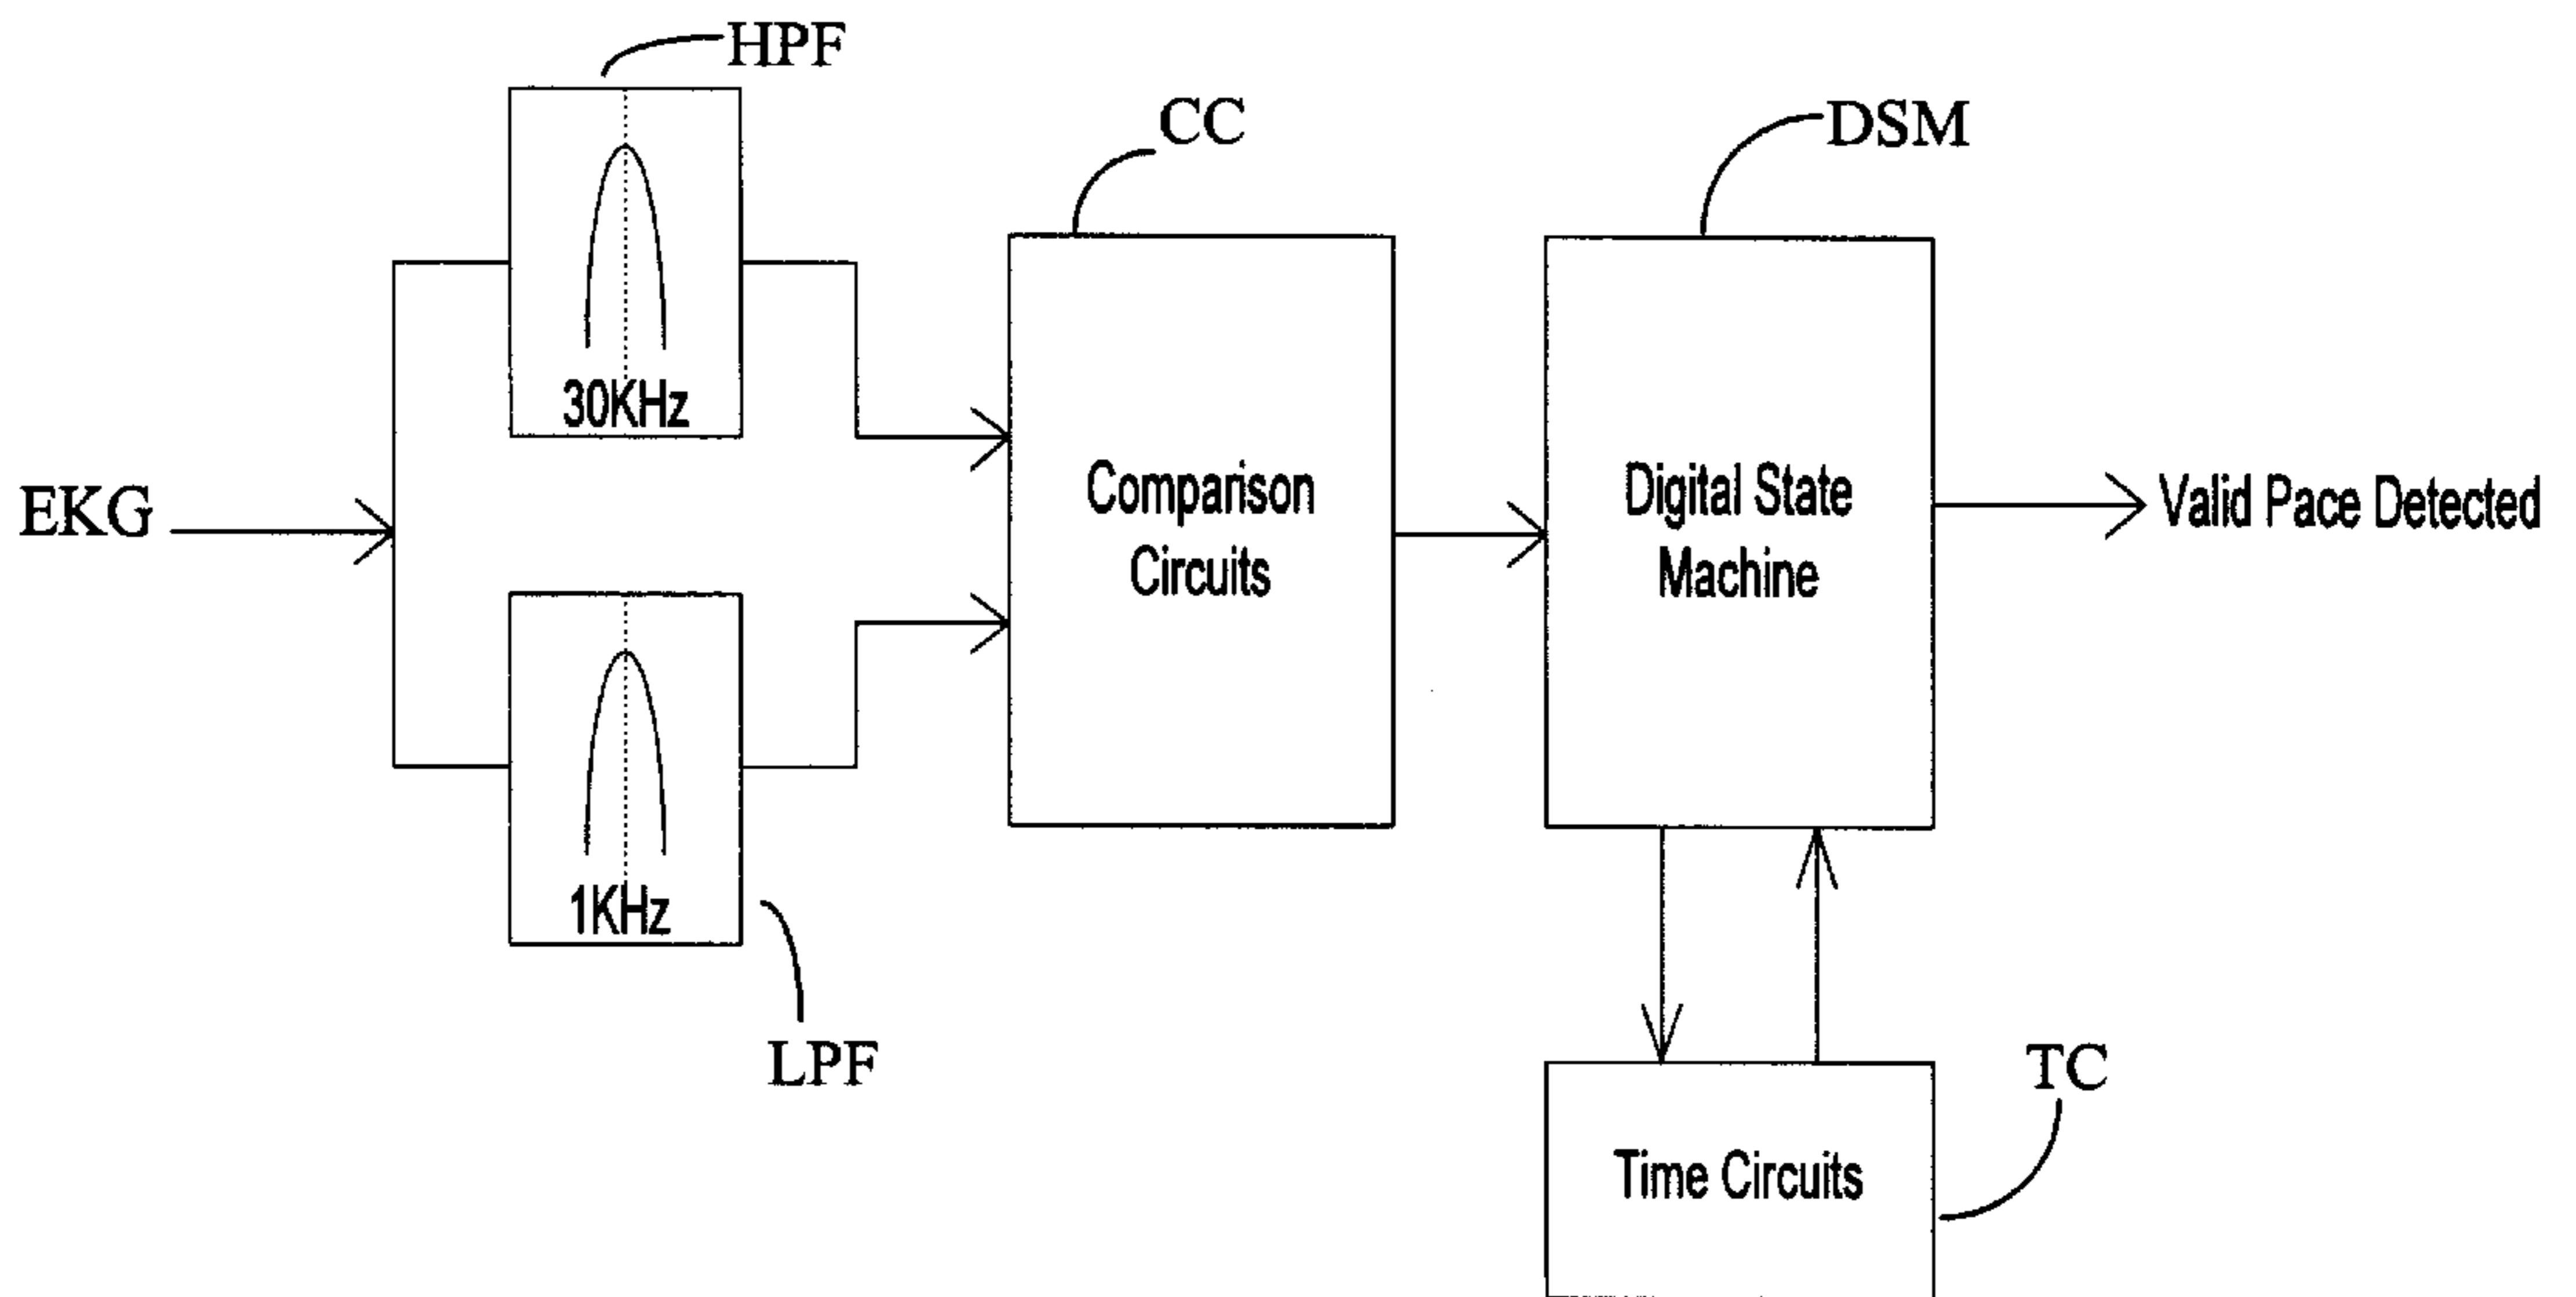 HPF
CC
DSM
30KHz
EKG
Comparison
Circuits
Digital State
Machine
Valid Pace Detected
1KHz
LPF
TC
Time Circuits